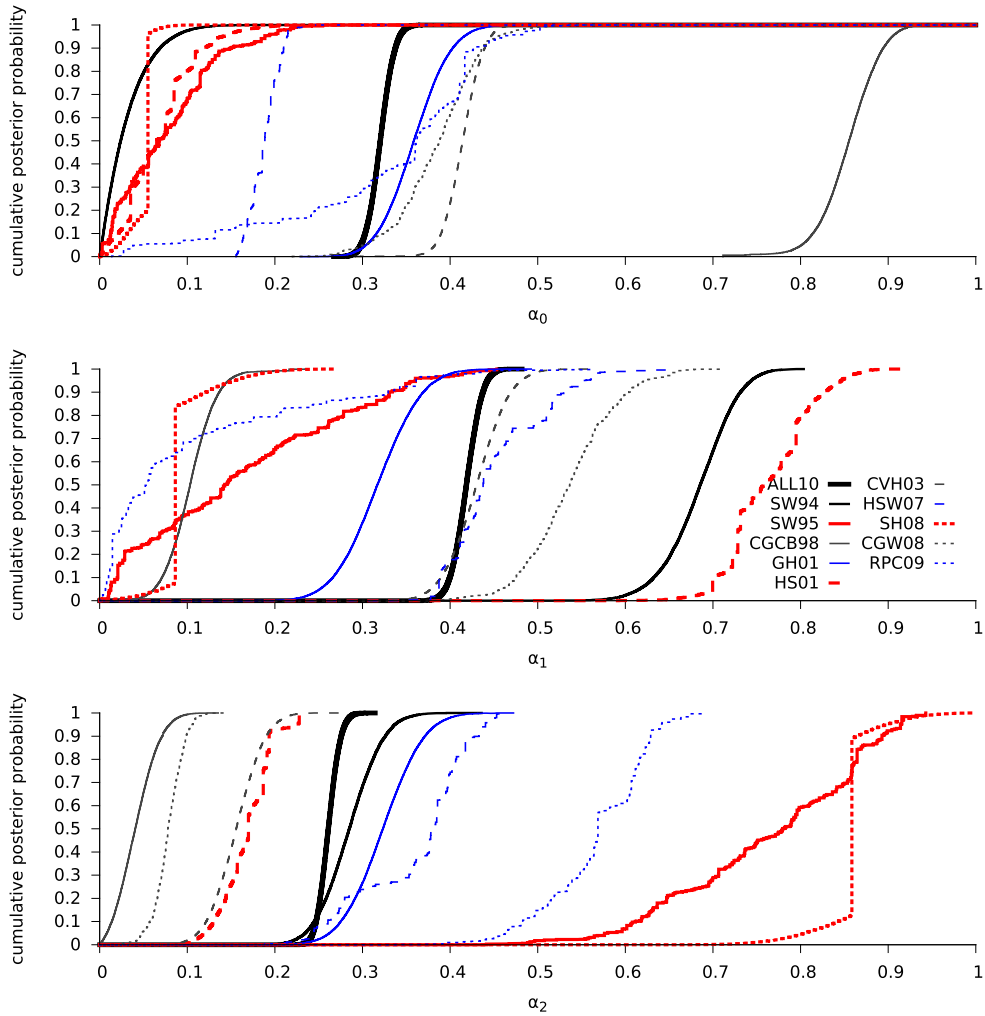 cumulative posterior probability
1
0.9
0.8
0.7
0.6
0.5
0.4
0.3
0.2
0.1
0
0 0.1 0.2 0.3 0.4 0.5 0.6 0.7 0.8 0.9 1
α0
cumulative posterior probability
1
0.9
0.8
0.7
0.6
0.5
0.4
0.3
0.2
0.1
0
ALL10 CVH03
SW94 HSW07
SW95 SH08
CGCB98 CGW08
GH01 RPC09
HS01
0 0.1 0.2 0.3 0.4 0.5 0.6 0.7 0.8 0.9 1
α1
cumulative posterior probability
1
0.9
0.8
0.7
0.6
0.5
0.4
0.3
0.2
0.1
0
0 0.1 0.2 0.3 0.4 0.5 0.6 0.7 0.8 0.9 1
α2